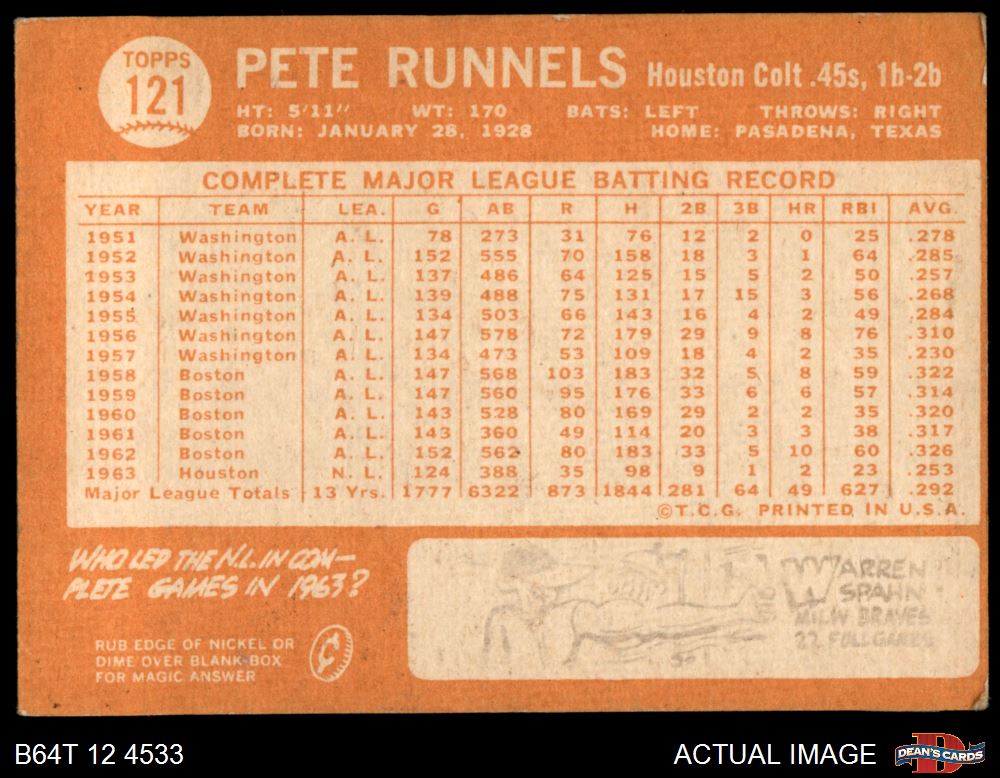 TOPPS
121
PETE RUNNELS Houston Colt .45s, 1b-2b
HT: 5'11" WT: 170 BATS: LEFT THROWS: RIGHT
BORN: JANUARY 28, 1928 HOME: PASADENA, TEXAS
COMPLETE MAJOR LEAGUE BATTING RECORD
YEAR TEAM LEA. G AB R H 2B 3B HR RBI AVG.
1951 Washington A. L. 78 273 31 76 12 2 0 25 .278
1952 Washington A. L. 152 555 70 158 18 3 1 64 .285
1953 Washington A. L. 137 486 64 125 15 5 2 50 .257
1954 Washington A. L. 139 488 75 131 17 15 3 56 .268
1955 Washington A. L. 134 503 66 143 16 4 2 49 .284
1956 Washington A. L. 147 578 72 179 29 9 8 76 .310
1957 Washington A. L. 134 473 53 109 18 4 2 35 .230
1958 Boston A. L. 147 568 103 183 32 5 8 59 .322
1959 Boston A. L. 147 560 95 176 33 6 6 57 .314
1960 Boston A. L. 143 528 80 169 29 2 2 35 .320
1961 Boston A. L. 143 360 49 114 20 3 3 38 .317
1962 Boston A. L. 152 562 80 183 33 5 10 60 .326
1963 Houston N. L. 124 388 35 98 9 1 2 23 .253
Major League Totals 13 Yrs. 1777 6322 873 1844 281 64 49 627 .292
©T.C.G. PRINTED IN U.S.A.
WHO LED THE N.L. IN COM-
PLETE GAMES IN 1963?
RUB EDGE OF NICKEL OR
DIME OVER BLANK BOX
FOR MAGIC ANSWER
WARREN
SPAHN
MILW BRAVES
22 FULL GAMES
B64T 12 4533 ACTUAL IMAGE DEAN'S CARDS